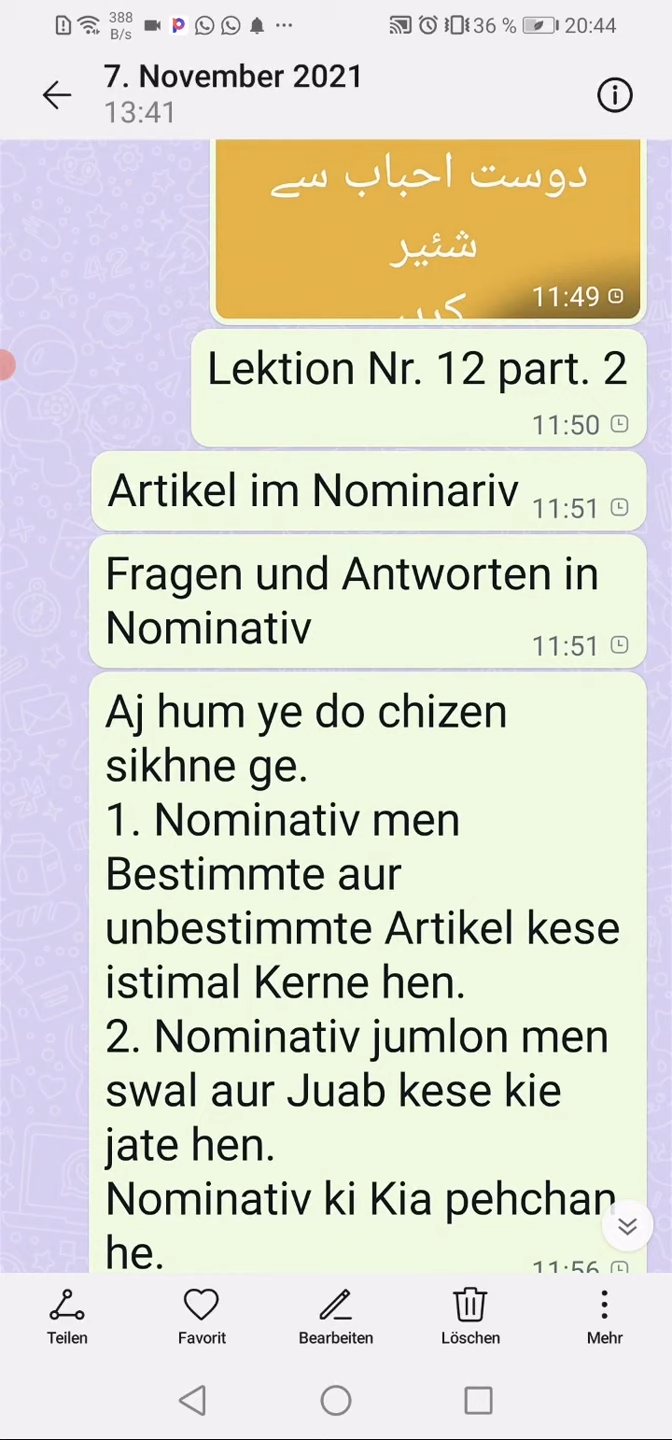 388
B/s
36 %
20:44
7. November 2021
13:41
دوست احباب سے
شئیر
11:49
Lektion Nr. 12 part. 2
11:50
Artikel im Nominariv
11:51
Fragen und Antworten in
Nominativ
11:51
Aj hum ye do chizen
sikhne ge.
1. Nominativ men
Bestimmte aur
unbestimmte Artikel kese
istimal Kerne hen.
2. Nominativ jumlon men
swal aur Juab kese kie
jate hen.
Nominativ ki Kia pehchan
he.
11:56
Teilen
Favorit
Bearbeiten
Löschen
Mehr